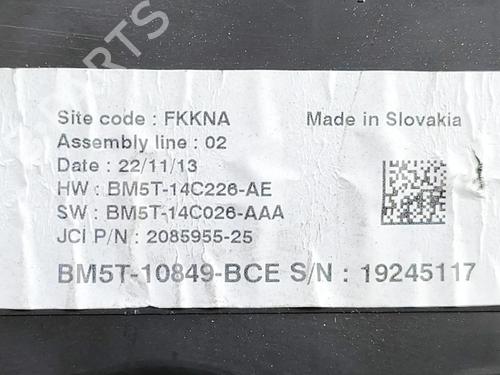 Site code : FKKNA
Made in Slovakia
Assembly line : 02
Date : 22/11/13
HW : BM5T-14C226-AE
SW : BM5T-14C026-AAA
JCI P/N : 2085955-25
BM5T-10849-BCE S/N : 19245117